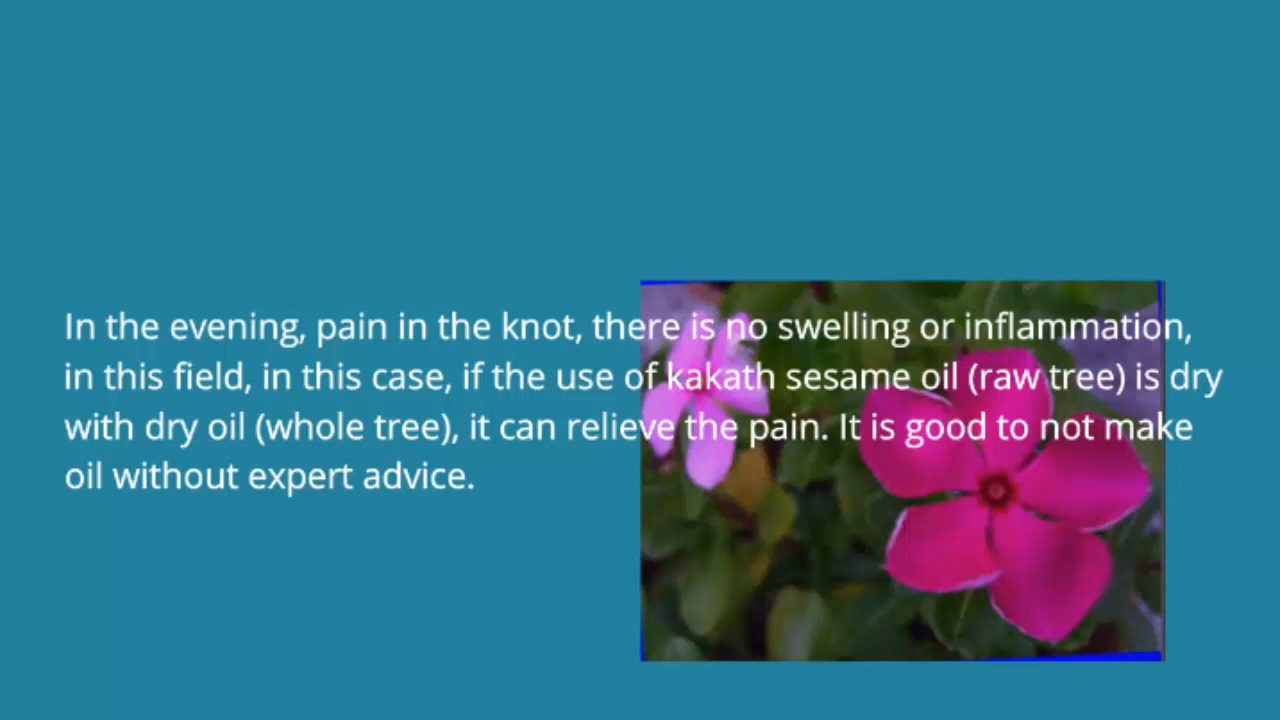 In the evening, pain in the knot, there is no swelling or inflammation,
in this field, in this case, if the use of kakath sesame oil (raw tree) is dry
with dry oil (whole tree), it can relieve the pain. It is good to not make
oil without expert advice.